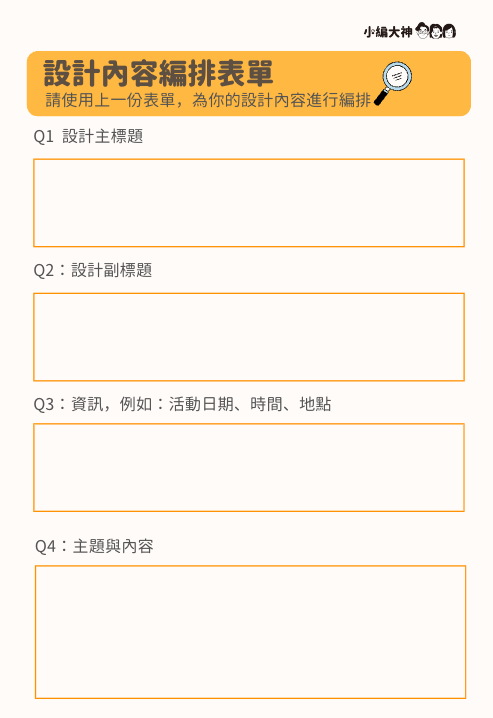 小編大神
設計內容編排表單
請使用上一份表單，為你的設計內容進行編排
Q1 設計主標題
Q2：設計副標題
Q3：資訊，例如：活動日期、時間、地點
Q4：主題與內容